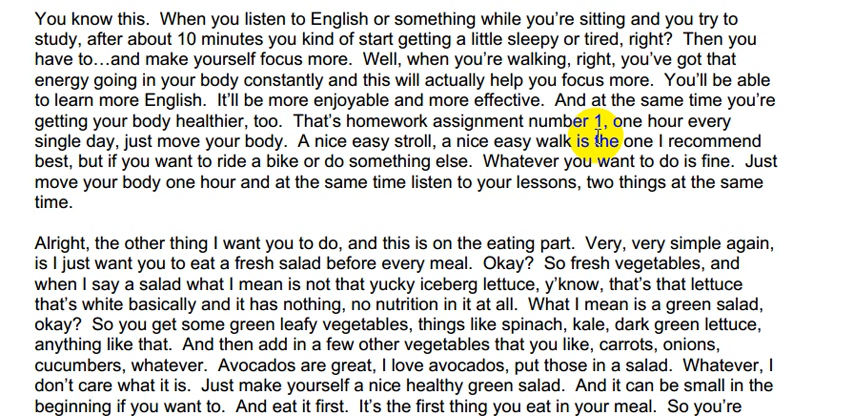 You know this.  When you listen to English or something while you're sitting and you try to
study, after about 10 minutes you kind of start getting a little sleepy or tired, right?  Then you
have to…and make yourself focus more.  Well, when you're walking, right, you've got that
energy going in your body constantly and this will actually help you focus more.  You'll be able
to learn more English.  It'll be more enjoyable and more effective.  And at the same time you're
getting your body healthier, too.  That's homework assignment number 1, one hour every
single day, just move your body.  A nice easy stroll, a nice easy walk is the one I recommend
best, but if you want to ride a bike or do something else.  Whatever you want to do is fine.  Just
move your body one hour and at the same time listen to your lessons, two things at the same
time.
Alright, the other thing I want you to do, and this is on the eating part.  Very, very simple again,
is I just want you to eat a fresh salad before every meal.  Okay?  So fresh vegetables, and
when I say a salad what I mean is not that yucky iceberg lettuce, y'know, that's that lettuce
that's white basically and it has nothing, no nutrition in it at all.  What I mean is a green salad,
okay?  So you get some green leafy vegetables, things like spinach, kale, dark green lettuce,
anything like that.  And then add in a few other vegetables that you like, carrots, onions,
cucumbers, whatever.  Avocados are great, I love avocados, put those in a salad.  Whatever, I
don't care what it is.  Just make yourself a nice healthy green salad.  And it can be small in the
beginning if you want to.  And eat it first.  It's the first thing you eat in your meal.  So you're